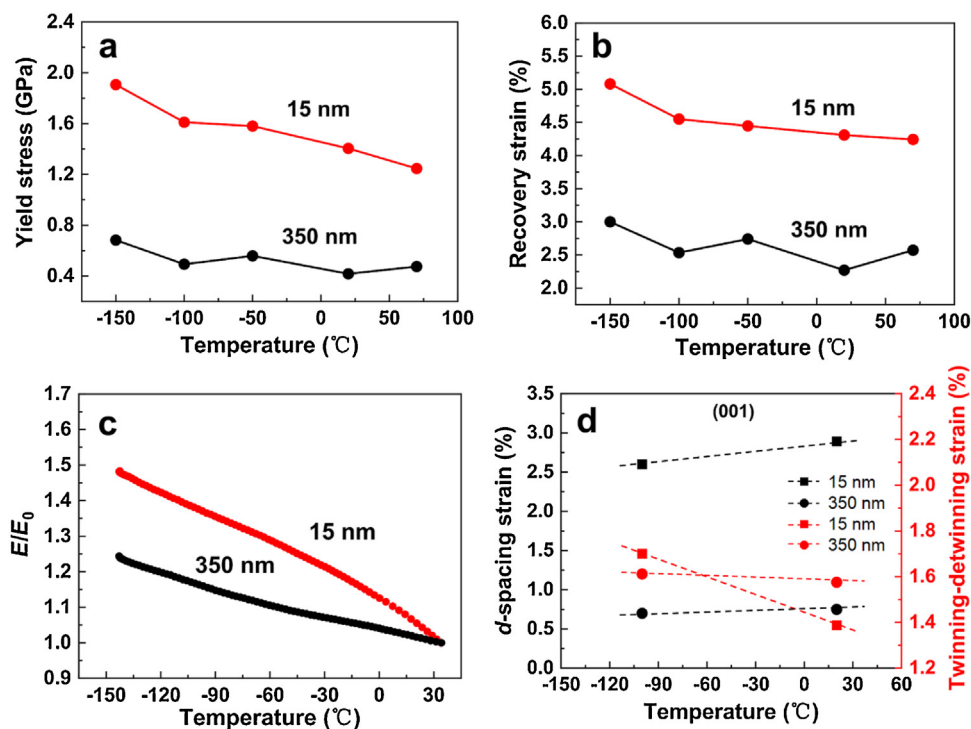 a
2.4
2.0
1.6
1.2
0.8
0.4
Yield stress (GPa)
15 nm
350 nm
-150 -100 -50 0 50 100
Temperature (℃)
b
6.0
5.5
5.0
4.5
4.0
3.5
3.0
2.5
2.0
Recovery strain (%)
15 nm
350 nm
-150 -100 -50 0 50 100
Temperature (℃)
c
1.7
1.6
1.5
1.4
1.3
1.2
1.1
1.0
0.9
E/E0
15 nm
350 nm
-150 -120 -90 -60 -30 0 30
Temperature (℃)
d
(001)
3.5
3.0
2.5
2.0
1.5
1.0
0.5
0.0
d-spacing strain (%)
15 nm
350 nm
15 nm
350 nm
2.4
2.2
2.0
1.8
1.6
1.4
1.2
Twinning-detwinning strain (%)
-150 -120 -90 -60 -30 0 30 60
Temperature (℃)